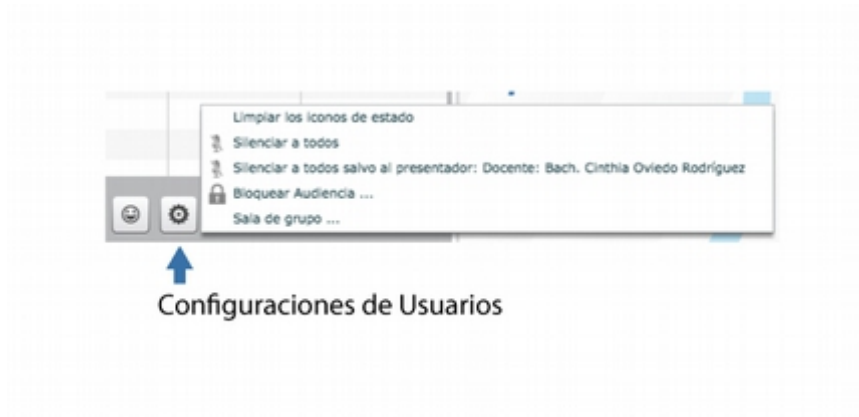 Limpiar los iconos de estado
Silenciar a todos
Silenciar a todos salvo al presentador: Docente: Bach. Cinthia Oviedo Rodríguez
Bloquear Audiencia ...
Sala de grupo ...
Configuraciones de Usuarios